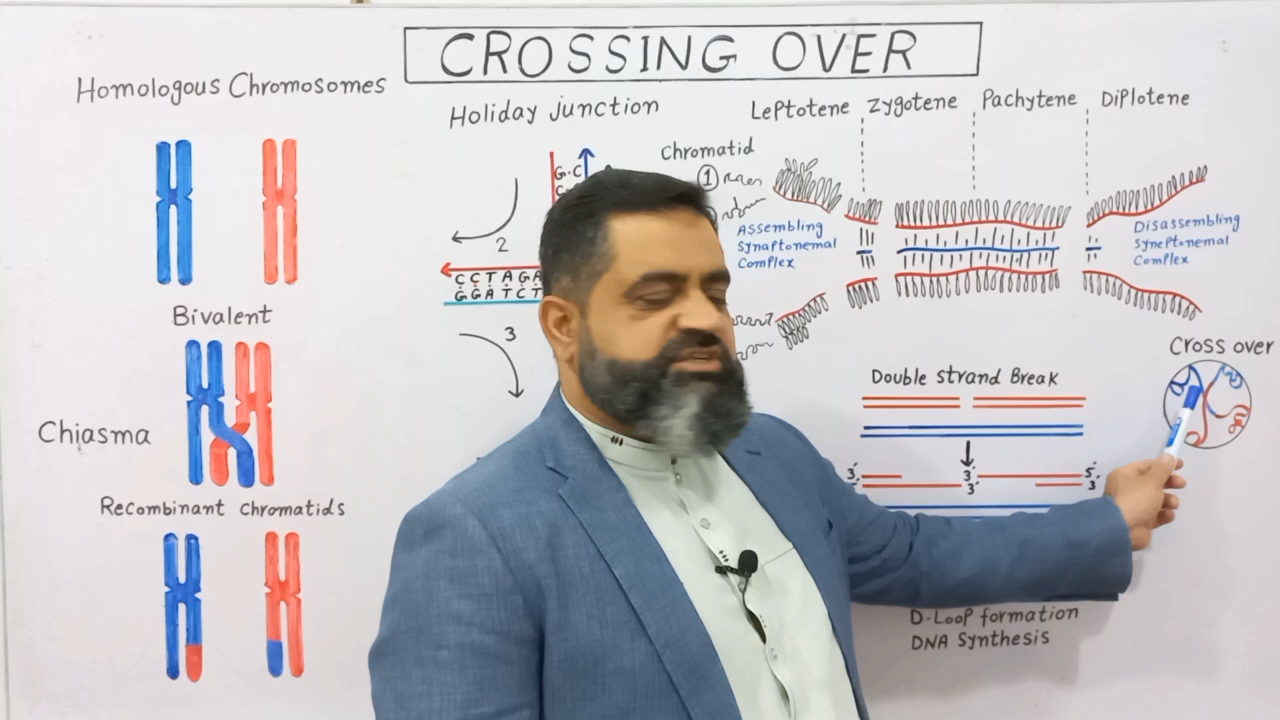 CROSSING OVER
Homologous Chromosomes
Bivalent
Chiasma
Recombinant chromatids
Holiday junction
G-C
2
CCTAGA
GGATCT
3
Chromatid
1
Leptotene
Zygotene
Pachytene
Diplotene
Assembling
Synaptonemal
Complex
Disassembling
Syneptonemal
Complex
Cross over
Double strand Break
3´ 3´ 5´
3´ 3´
D-Loop formation
DNA Synthesis